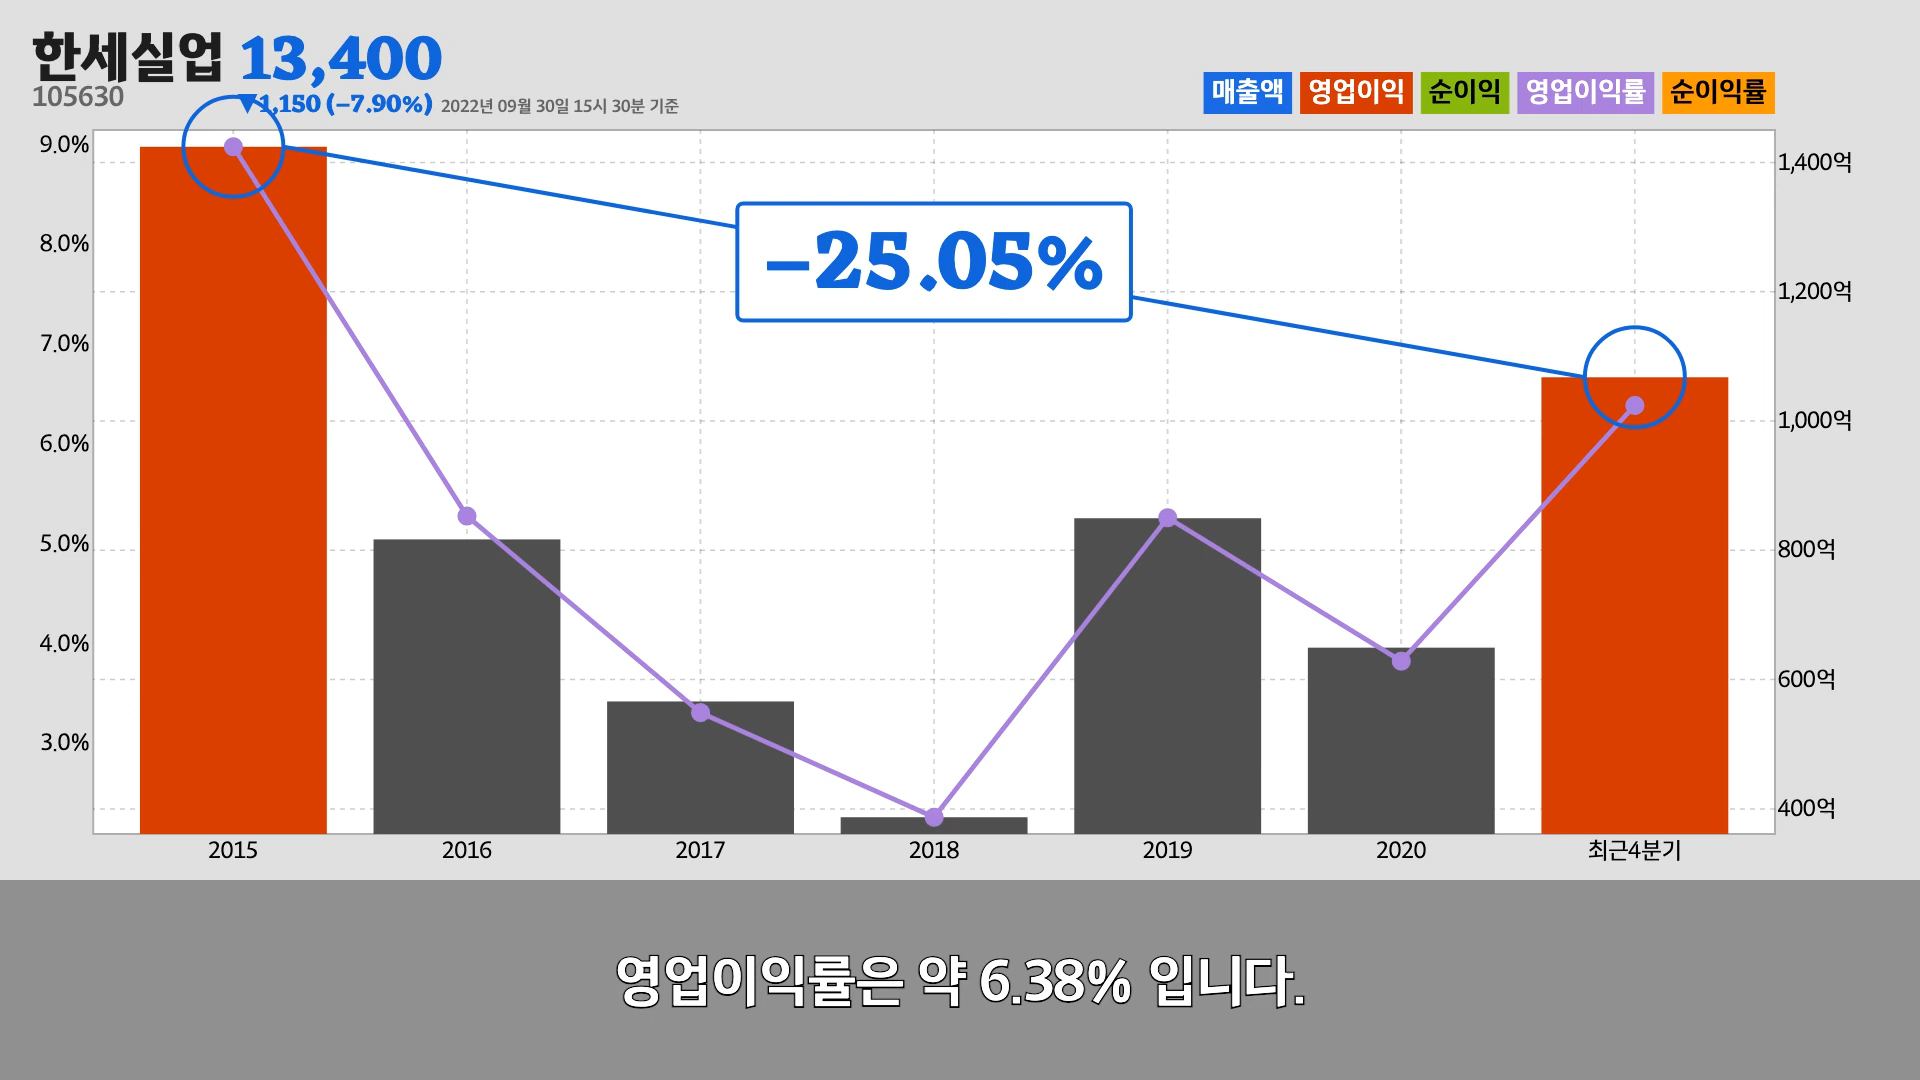 한세실업 13,400
105630
▼1,150 (−7.90%) 2022년 09월 30일 15시 30분 기준
매출액 영업이익 순이익 영업이익률 순이익률
9.0%
8.0%
7.0%
6.0%
5.0%
4.0%
3.0%
−25.05%
1,400억
1,200억
1,000억
800억
600억
400억
2015 2016 2017 2018 2019 2020 최근4분기
영업이익률은 약 6.38% 입니다.